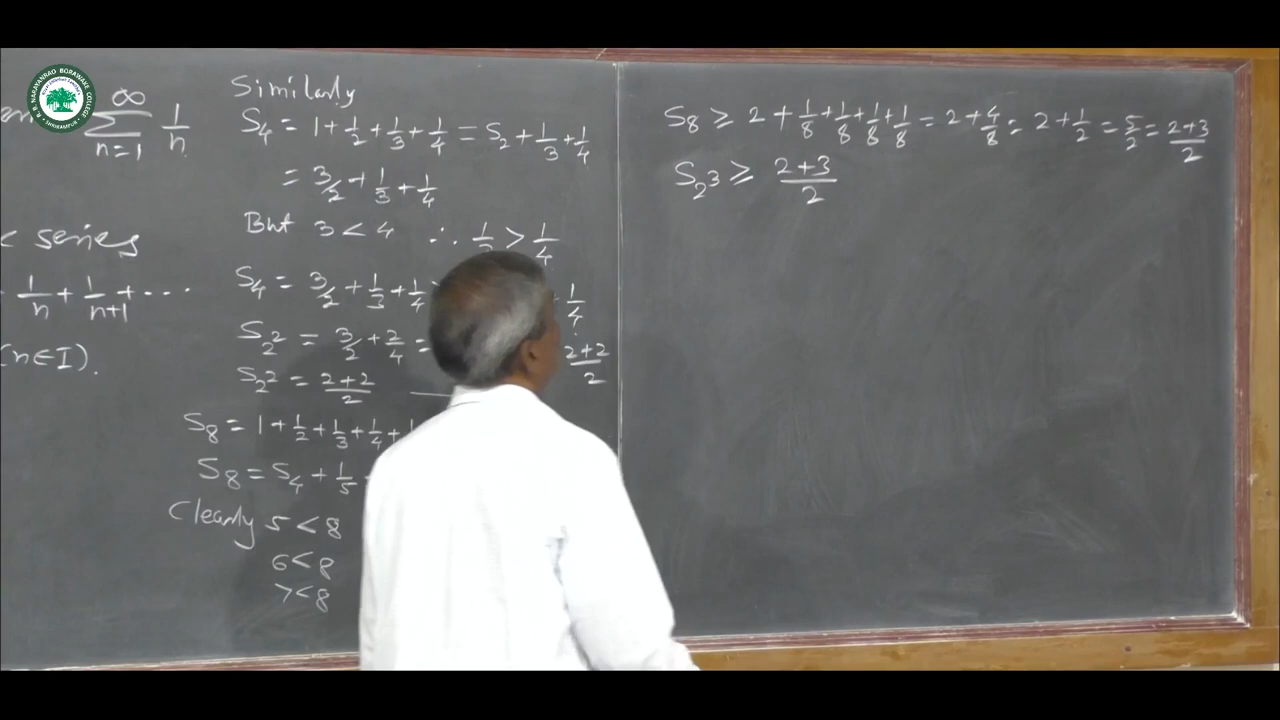 R. B. NARAYANRAO BORAWAKE COLLEGE
SHRIRAMPUR
∞
∑ 1/n
n=1
series
1/n + 1/n+1 + ...
(n∈I).
Similarly
S4 = 1+1/2+1/3+1/4 = S2+1/3+1/4
= 3/2+1/3+1/4
But 3<4 ∴ 1/3 > 1/4
S4 = 3/2+1/3+1/4 1/4
S2² = 3/2+2/4 = 2+2/2
S2² = 2+2/2
S8 = 1+1/2+1/3+1/4+
S8 = S4 + 1/5
Clearly 5<8
6<8
7<8
S8 ≥ 2+1/8+1/8+1/8+1/8 = 2+4/8 = 2+1/2 = 5/2 = 2+3/2
S2³ ≥ 2+3/2